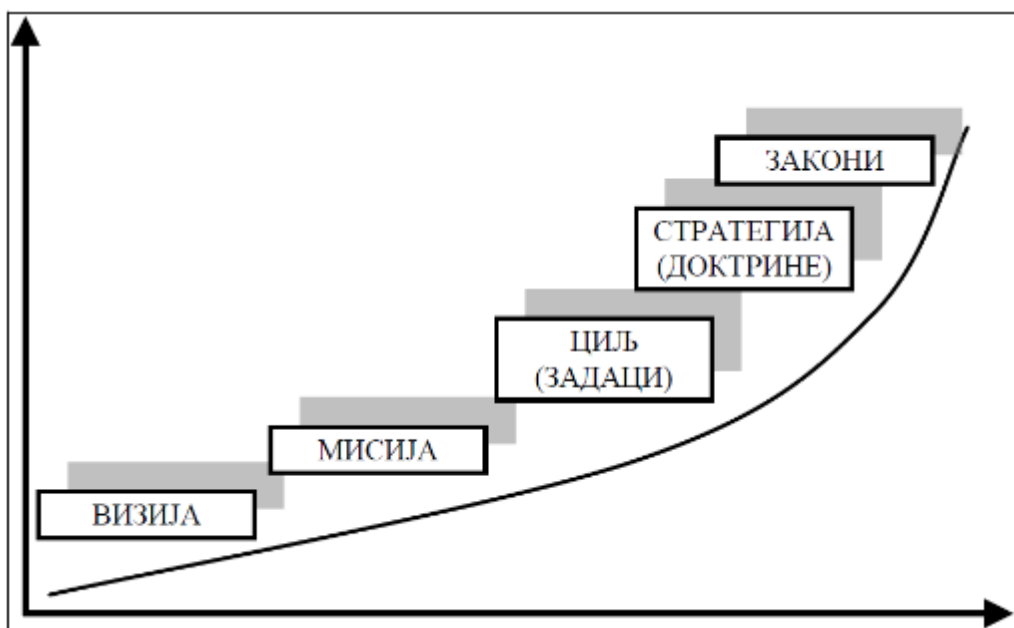 ЗАКОНИ
СТРАТЕГИЈА
(ДОКТРИНЕ)
ЦИЉ
(ЗАДАЦИ)
МИСИЈА
ВИЗИЈА